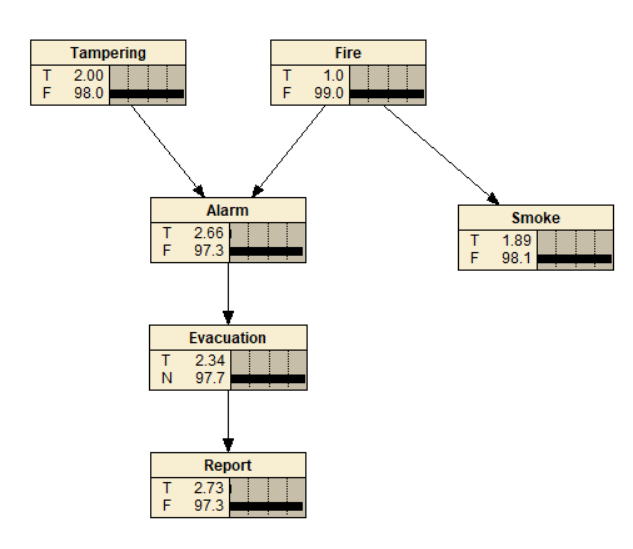 Tampering
T 2.00
F 98.0
Fire
T 1.0
F 99.0
Alarm
T 2.66
F 97.3
Smoke
T 1.89
F 98.1
Evacuation
T 2.34
N 97.7
Report
T 2.73
F 97.3